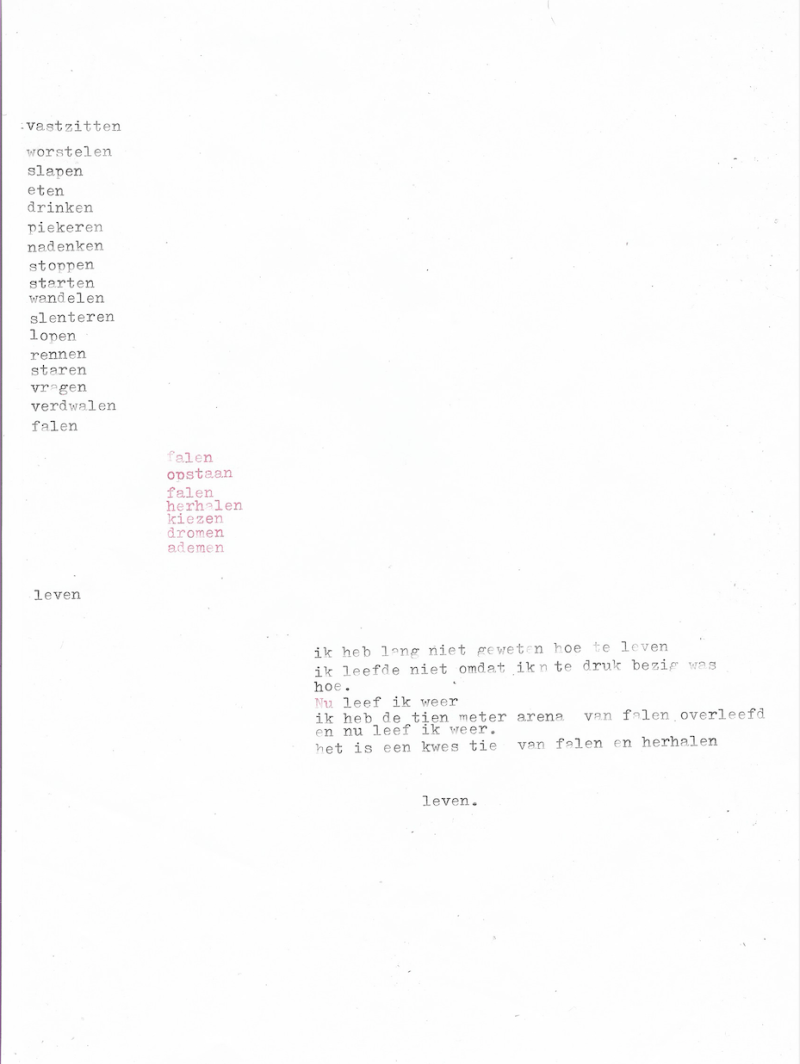 vastzitten
worstelen
slapen
eten
drinken
piekeren
nadenken
stoppen
starten
wandelen
slenteren
lopen
rennen
staren
vragen
verdwalen
falen
falen
opstaan
falen
herhalen
kiezen
dromen
ademen
leven
ik heb lang niet geweten hoe te leven
ik leefde niet omdat ikn te druk bezig was
hoe.
Nu leef ik weer
ik heb de tien meter arena van falen overleefd
en nu leef ik weer.
het is een kwes tie van falen en herhalen
leven.